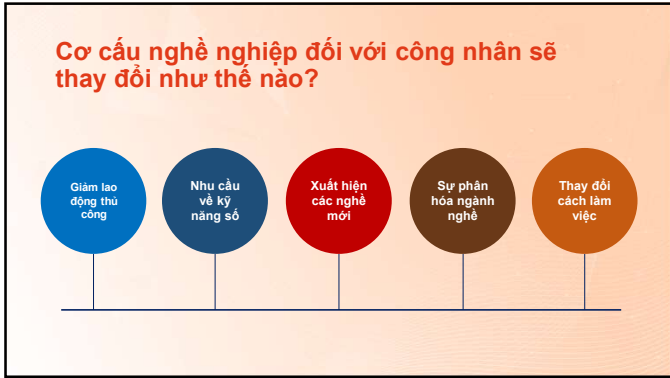 Cơ cấu nghề nghiệp đối với công nhân sẽ
thay đổi như thế nào?
Giảm lao
động thủ
công
Nhu cầu
về kỹ
năng số
Xuất hiện
các nghề
mới
Sự phân
hóa ngành
nghề
Thay đổi
cách làm
việc